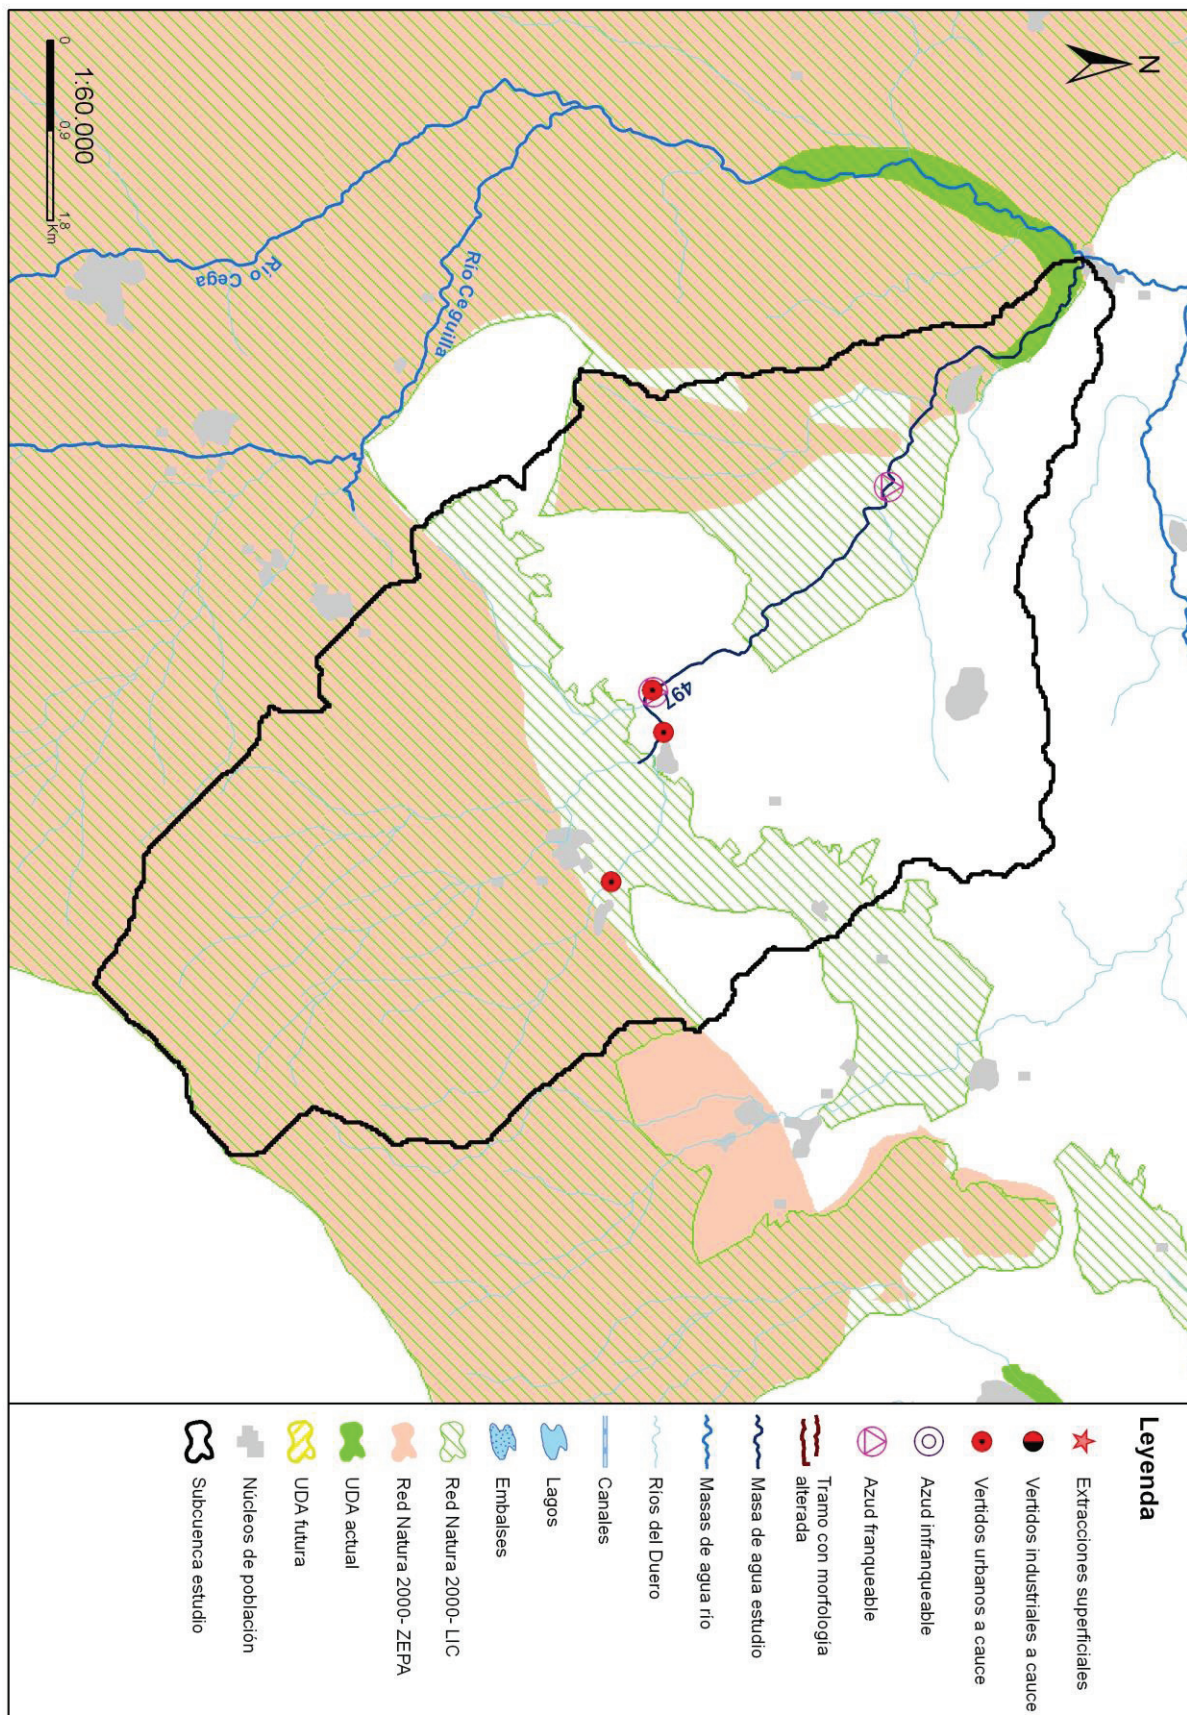 N
1:60.000
0
0,9
1,8
Km
Río Cega
Río Ceguilla
497
Leyenda
Extracciones superficiales
Vertidos industriales a cauce
Vertidos urbanos a cauce
Azud infranqueable
Azud franqueable
Tramo con morfología
alterada
Masa de agua estudio
Masas de agua río
Ríos del Duero
Canales
Lagos
Embalses
Red Natura 2000- LIC
Red Natura 2000- ZEPA
UDA actual
UDA futura
Núcleos de población
Subcuenca estudio